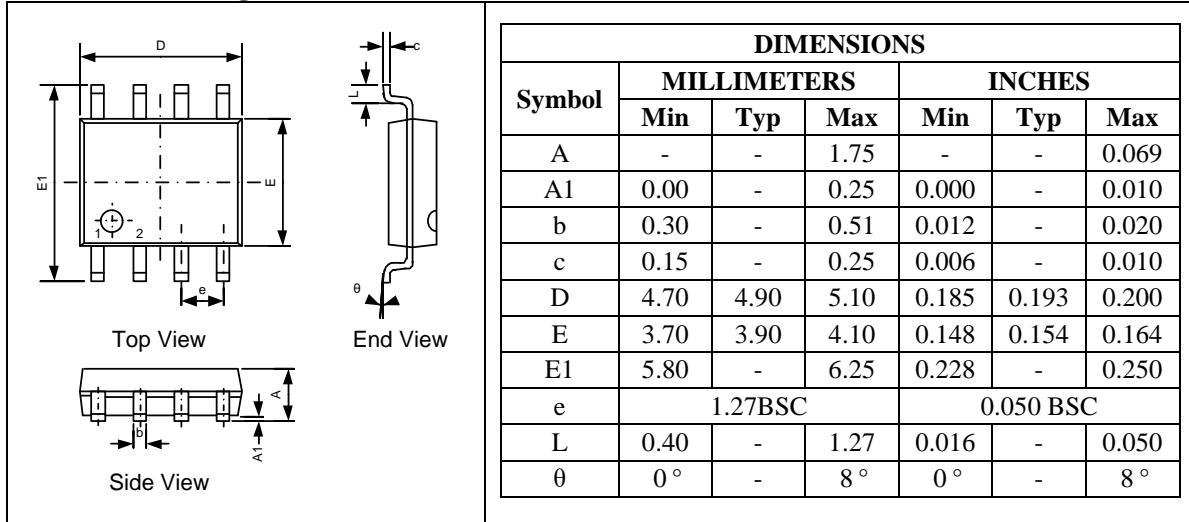 D
E1
E
1 2
e
Top View
c
L
θ
End View
A
b
A1
Side View
DIMENSIONS
Symbol MILLIMETERS INCHES
Min Typ Max Min Typ Max
A - - 1.75 - - 0.069
A1 0.00 - 0.25 0.000 - 0.010
b 0.30 - 0.51 0.012 - 0.020
c 0.15 - 0.25 0.006 - 0.010
D 4.70 4.90 5.10 0.185 0.193 0.200
E 3.70 3.90 4.10 0.148 0.154 0.164
E1 5.80 - 6.25 0.228 - 0.250
e 1.27BSC 0.050 BSC
L 0.40 - 1.27 0.016 - 0.050
θ 0 ° - 8 ° 0 ° - 8 °